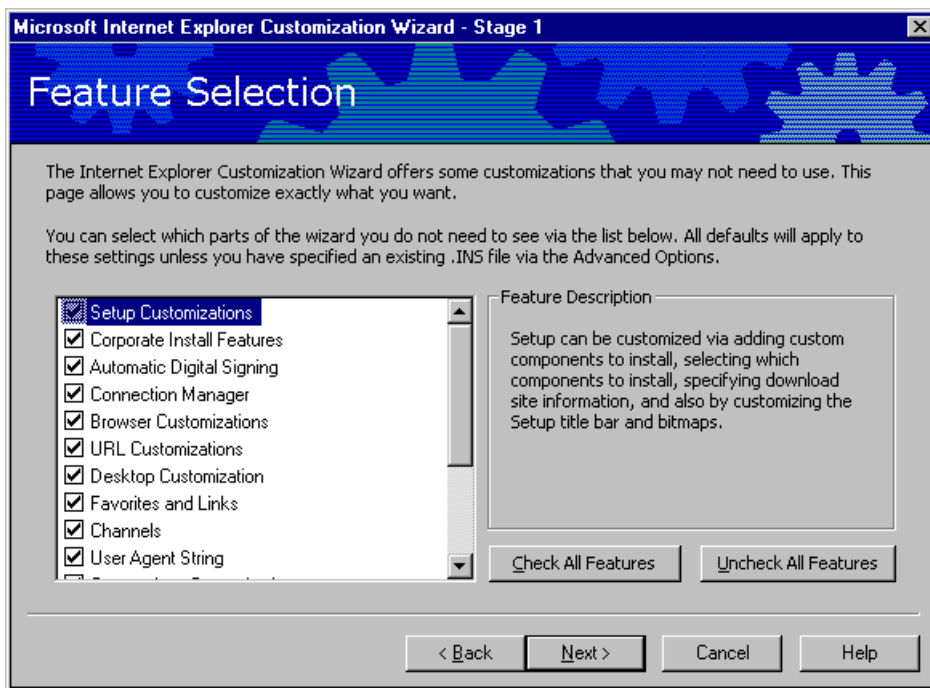 Microsoft Internet Explorer Customization Wizard - Stage 1
Feature Selection
The Internet Explorer Customization Wizard offers some customizations that you may not need to use. This
page allows you to customize exactly what you want.
You can select which parts of the wizard you do not need to see via the list below. All defaults will apply to
these settings unless you have specified an existing .INS file via the Advanced Options.
Setup Customizations
Corporate Install Features
Automatic Digital Signing
Connection Manager
Browser Customizations
URL Customizations
Desktop Customization
Favorites and Links
Channels
User Agent String
Feature Description
Setup can be customized via adding custom
components to install, selecting which
components to install, specifying download
site information, and also by customizing the
Setup title bar and bitmaps.
Check All Features
Uncheck All Features
< Back
Next >
Cancel
Help